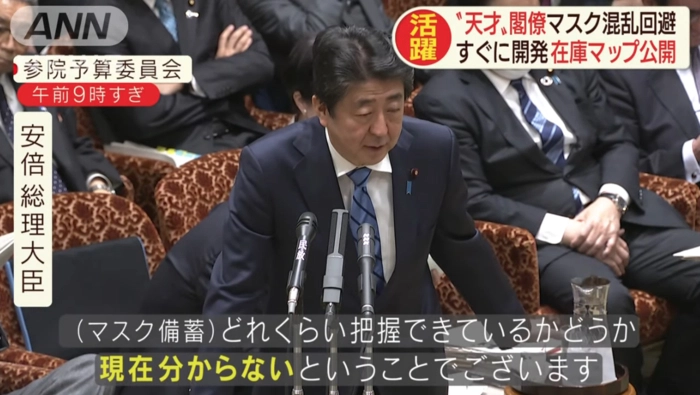 ANN
参院予算委員会
午前9時すぎ
安倍総理大臣
活躍
〝天才〟閣僚マスク混乱回避
すぐに開発 在庫マップ公開
民政
(マスク備蓄)どれくらい把握できているかどうか
現在分からないということでございます